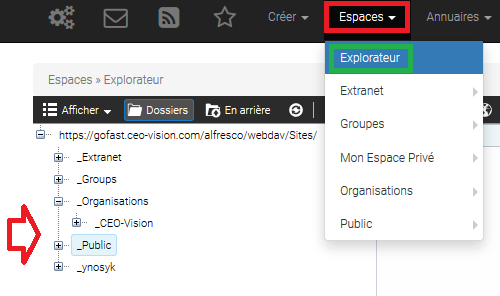 Créer Espaces Annuaires
Espaces » Explorateur
Explorateur
Extranet
Groupes
Mon Espace Privé
Organisations
Public
Afficher Dossiers En arrière
https://gofast.ceo-vision.com/alfresco/webdav/Sites/
_Extranet
_Groups
_Organisations
_CEO-Vision
_Public
_ynosyk